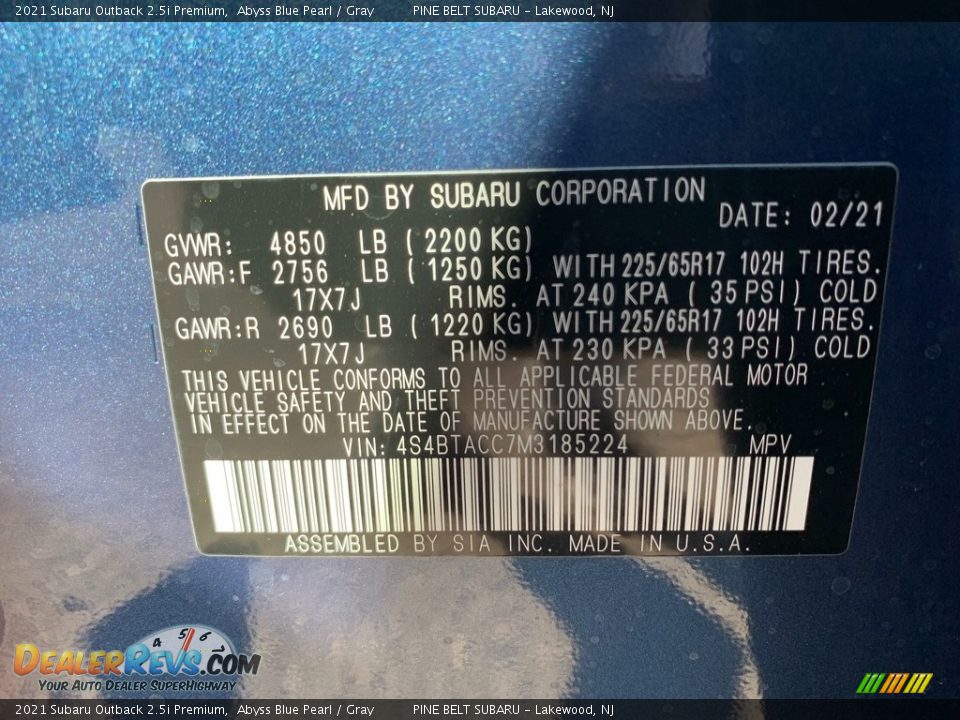 2021 Subaru Outback 2.5i Premium, Abyss Blue Pearl / Gray PINE BELT SUBARU - Lakewood, NJ
MFD BY SUBARU CORPORATION
DATE: 02/21
GVWR: 4850 LB ( 2200 KG)
GAWR:F 2756 LB ( 1250 KG) WITH 225/65R17 102H TIRES.
17X7J RIMS. AT 240 KPA ( 35 PSI) COLD
GAWR:R 2690 LB ( 1220 KG) WITH 225/65R17 102H TIRES.
17X7J RIMS. AT 230 KPA ( 33 PSI) COLD
THIS VEHICLE CONFORMS TO ALL APPLICABLE FEDERAL MOTOR
VEHICLE SAFETY AND THEFT PREVENTION STANDARDS
IN EFFECT ON THE DATE OF MANUFACTURE SHOWN ABOVE.
VIN: 4S4BTACC7M3185224 MPV
ASSEMBLED BY SIA INC. MADE IN U.S.A.
4 5 6 7
DEALERREVS.COM
YOUR AUTO DEALER SUPERHIGHWAY
2021 Subaru Outback 2.5i Premium, Abyss Blue Pearl / Gray PINE BELT SUBARU - Lakewood, NJ